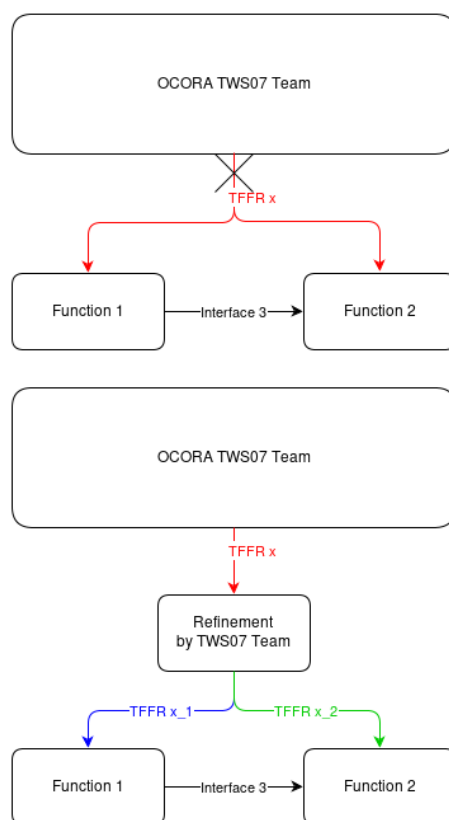 OCORA TWS07 Team
TFFR x
Function 1
Interface 3
Function 2
OCORA TWS07 Team
TFFR x
Refinement
by TWS07 Team
TFFR x_1
TFFR x_2
Function 1
Interface 3
Function 2